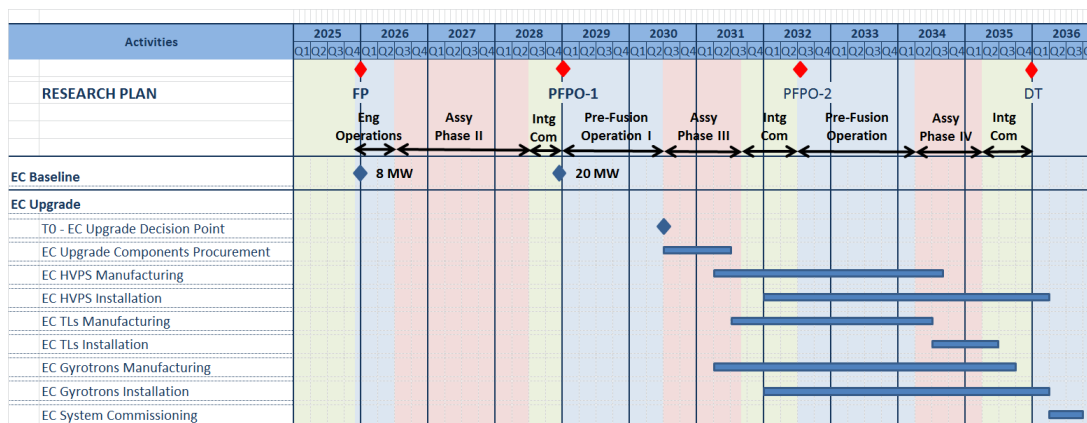 Activities 2025 2026 2027 2028 2029 2030 2031 2032 2033 2034 2035 2036
Q1 Q2 Q3 Q4 Q1 Q2 Q3 Q4 Q1 Q2 Q3 Q4 Q1 Q2 Q3 Q4 Q1 Q2 Q3 Q4 Q1 Q2 Q3 Q4 Q1 Q2 Q3 Q4 Q1 Q2 Q3 Q4 Q1 Q2 Q3 Q4 Q1 Q2 Q3 Q4 Q1 Q2 Q3 Q4 Q1 Q2 Q3 Q4
RESEARCH PLAN FP PFPO-1 PFPO-2 DT
Eng Operations
Assy Phase II
Intg Com
Pre-Fusion Operation I
Assy Phase III
Intg Com
Pre-Fusion Operation
Assy Phase IV
Intg Com
EC Baseline 8 MW 20 MW
EC Upgrade
T0 - EC Upgrade Decision Point
EC Upgrade Components Procurement
EC HVPS Manufacturing
EC HVPS Installation
EC TLs Manufacturing
EC TLs Installation
EC Gyrotrons Manufacturing
EC Gyrotrons Installation
EC System Commissioning